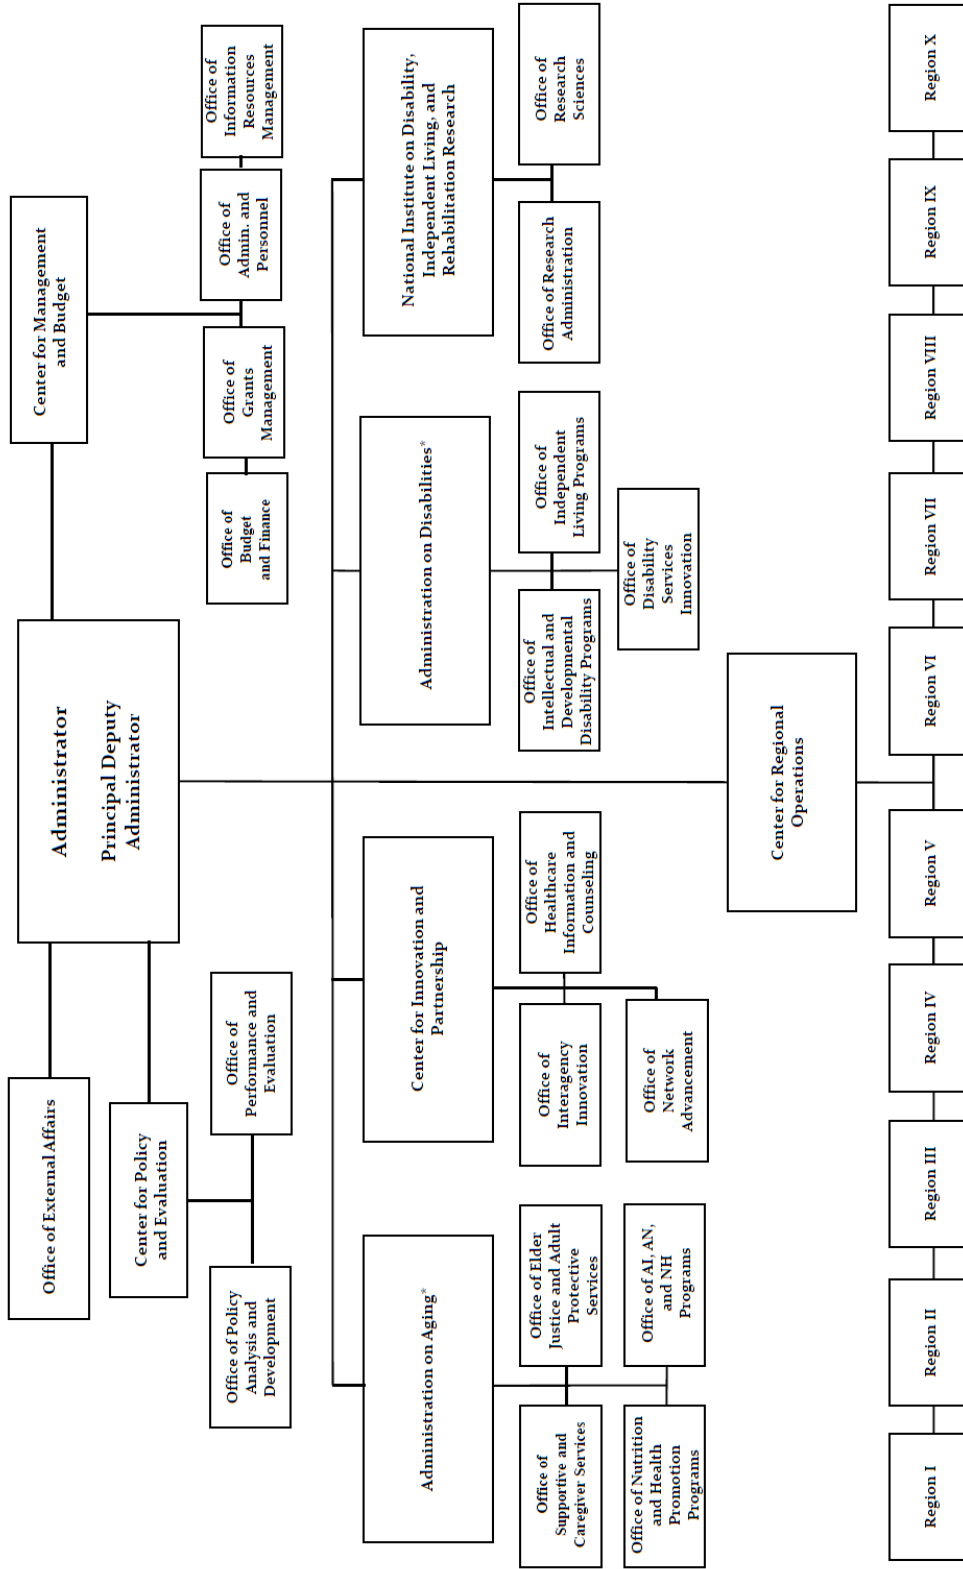 Administrator
Principal Deputy
Administrator
Office of External Affairs
Center for Management
and Budget
Center for Policy
and Evaluation
Office of Policy
Analysis and
Development
Office of
Performance and
Evaluation
Office of
Budget
and Finance
Office of
Grants
Management
Office of
Admin. and
Personnel
Office of
Information
Resources
Management
Administration on Aging*
Center for Innovation and
Partnership
Administration on Disabilities*
National Institute on Disability,
Independent Living, and
Rehabilitation Research
Office of
Supportive and
Caregiver Services
Office of Elder
Justice and Adult
Protective
Services
Office of Nutrition
and Health
Promotion
Programs
Office of AI, AN,
and NH
Programs
Office of
Interagency
Innovation
Office of
Healthcare
Information and
Counseling
Office of
Network
Advancement
Office of
Intellectual and
Developmental
Disability Programs
Office of
Independent
Living Programs
Office of
Disability
Services
Innovation
Office of Research
Administration
Office of
Research
Sciences
Center for Regional
Operations
Region I
Region II
Region III
Region IV
Region V
Region VI
Region VII
Region VIII
Region IX
Region X